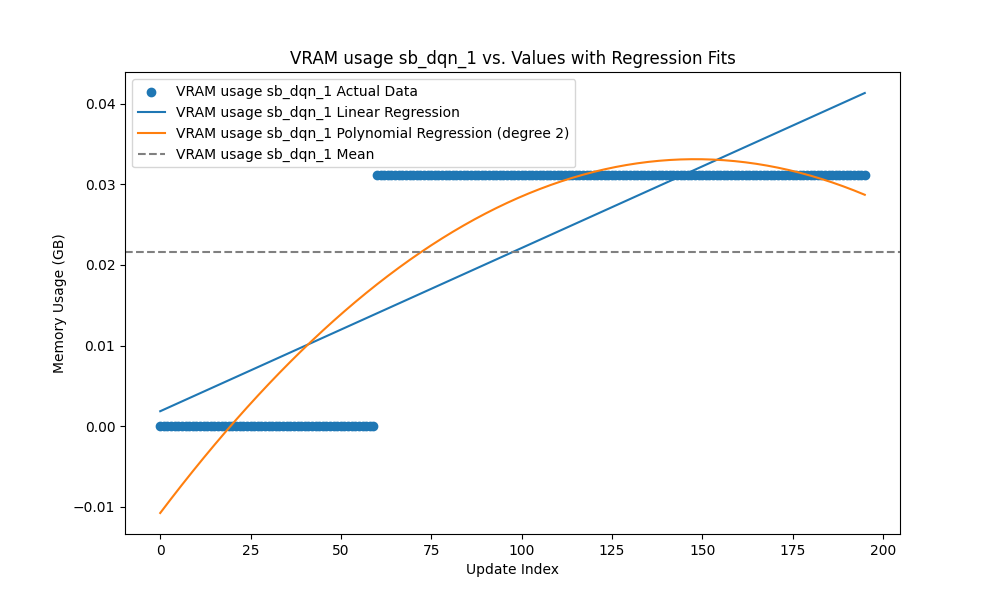 VRAM usage sb_dqn_1 vs. Values with Regression Fits
VRAM usage sb_dqn_1 Actual Data
VRAM usage sb_dqn_1 Linear Regression
VRAM usage sb_dqn_1 Polynomial Regression (degree 2)
VRAM usage sb_dqn_1 Mean
Memory Usage (GB)
0.04
0.03
0.02
0.01
0.00
−0.01
0 25 50 75 100 125 150 175 200
Update Index